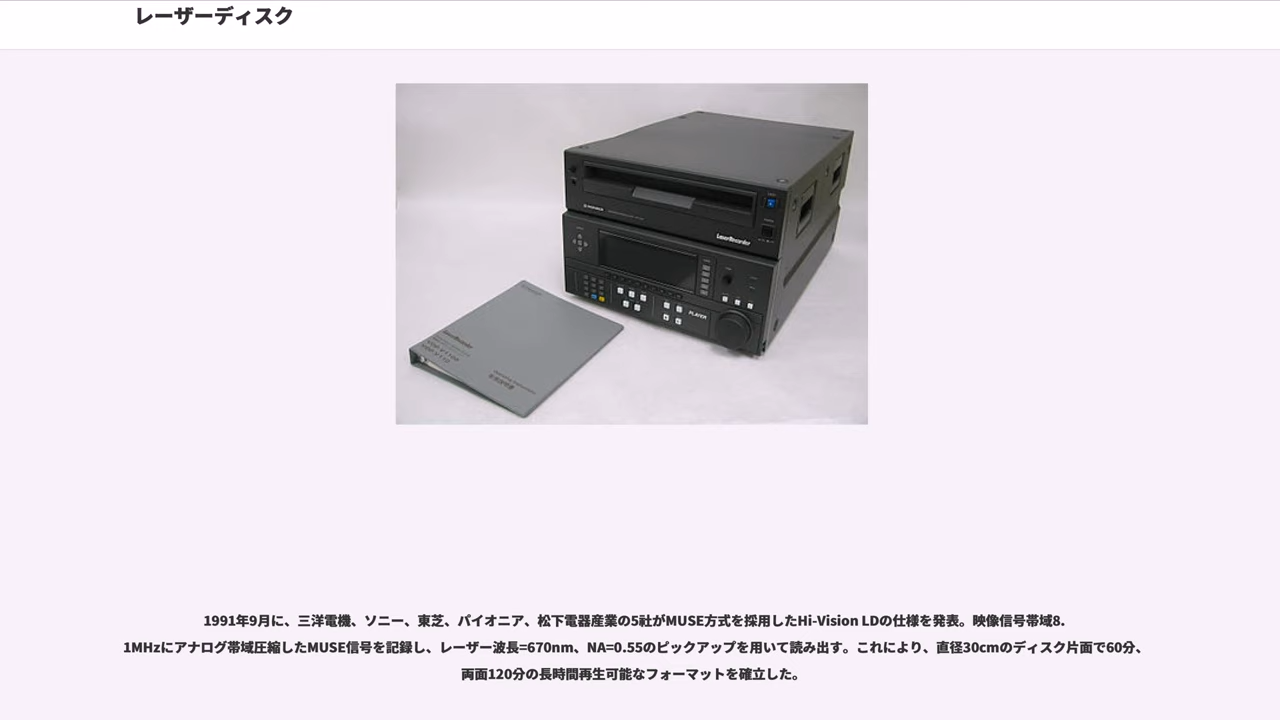 レーザーディスク
LaserRecorder
PLAYER
1991年9月に、三洋電機、ソニー、東芝、パイオニア、松下電器産業の5社がMUSE方式を採用したHi-Vision LDの仕様を発表。映像信号帯域8.
1MHzにアナログ帯域圧縮したMUSE信号を記録し、レーザー波長=670nm、NA=0.55のピックアップを用いて読み出す。これにより、直径30cmのディスク片面で60分、
両面120分の長時間再生可能なフォーマットを確立した。